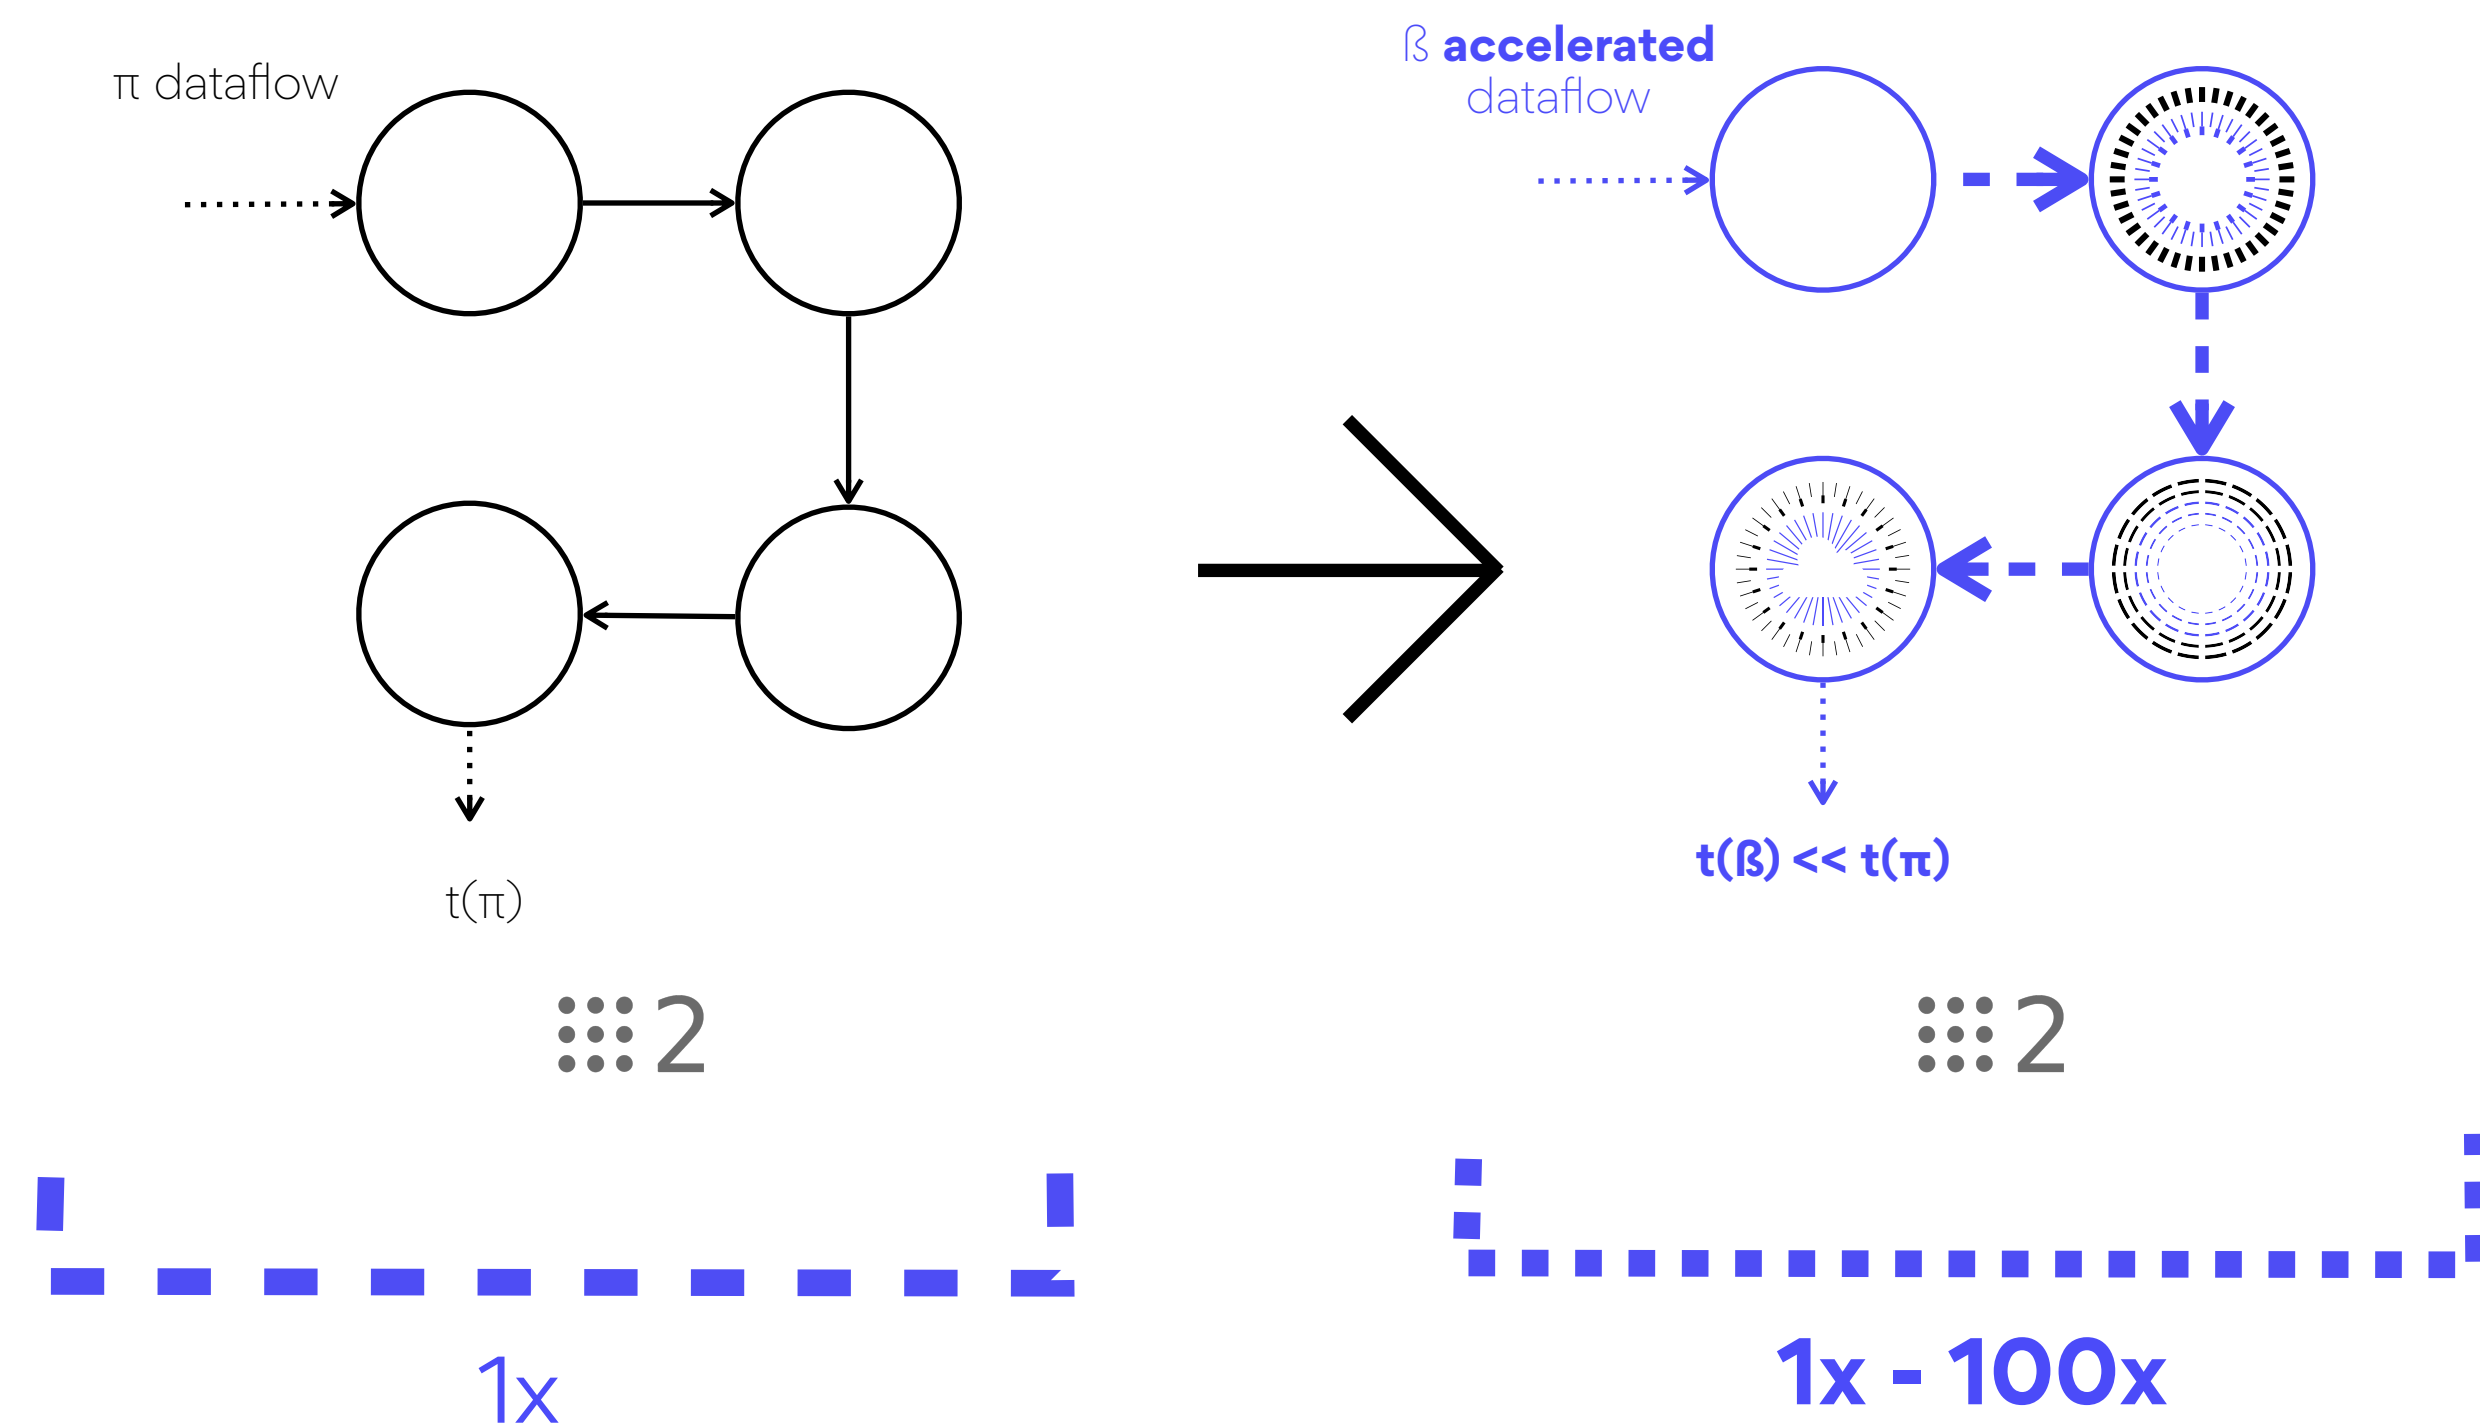 π dataflow
t(π)
2
1x
ß accelerated
dataflow
t(ß) << t(π)
2
1x - 100x